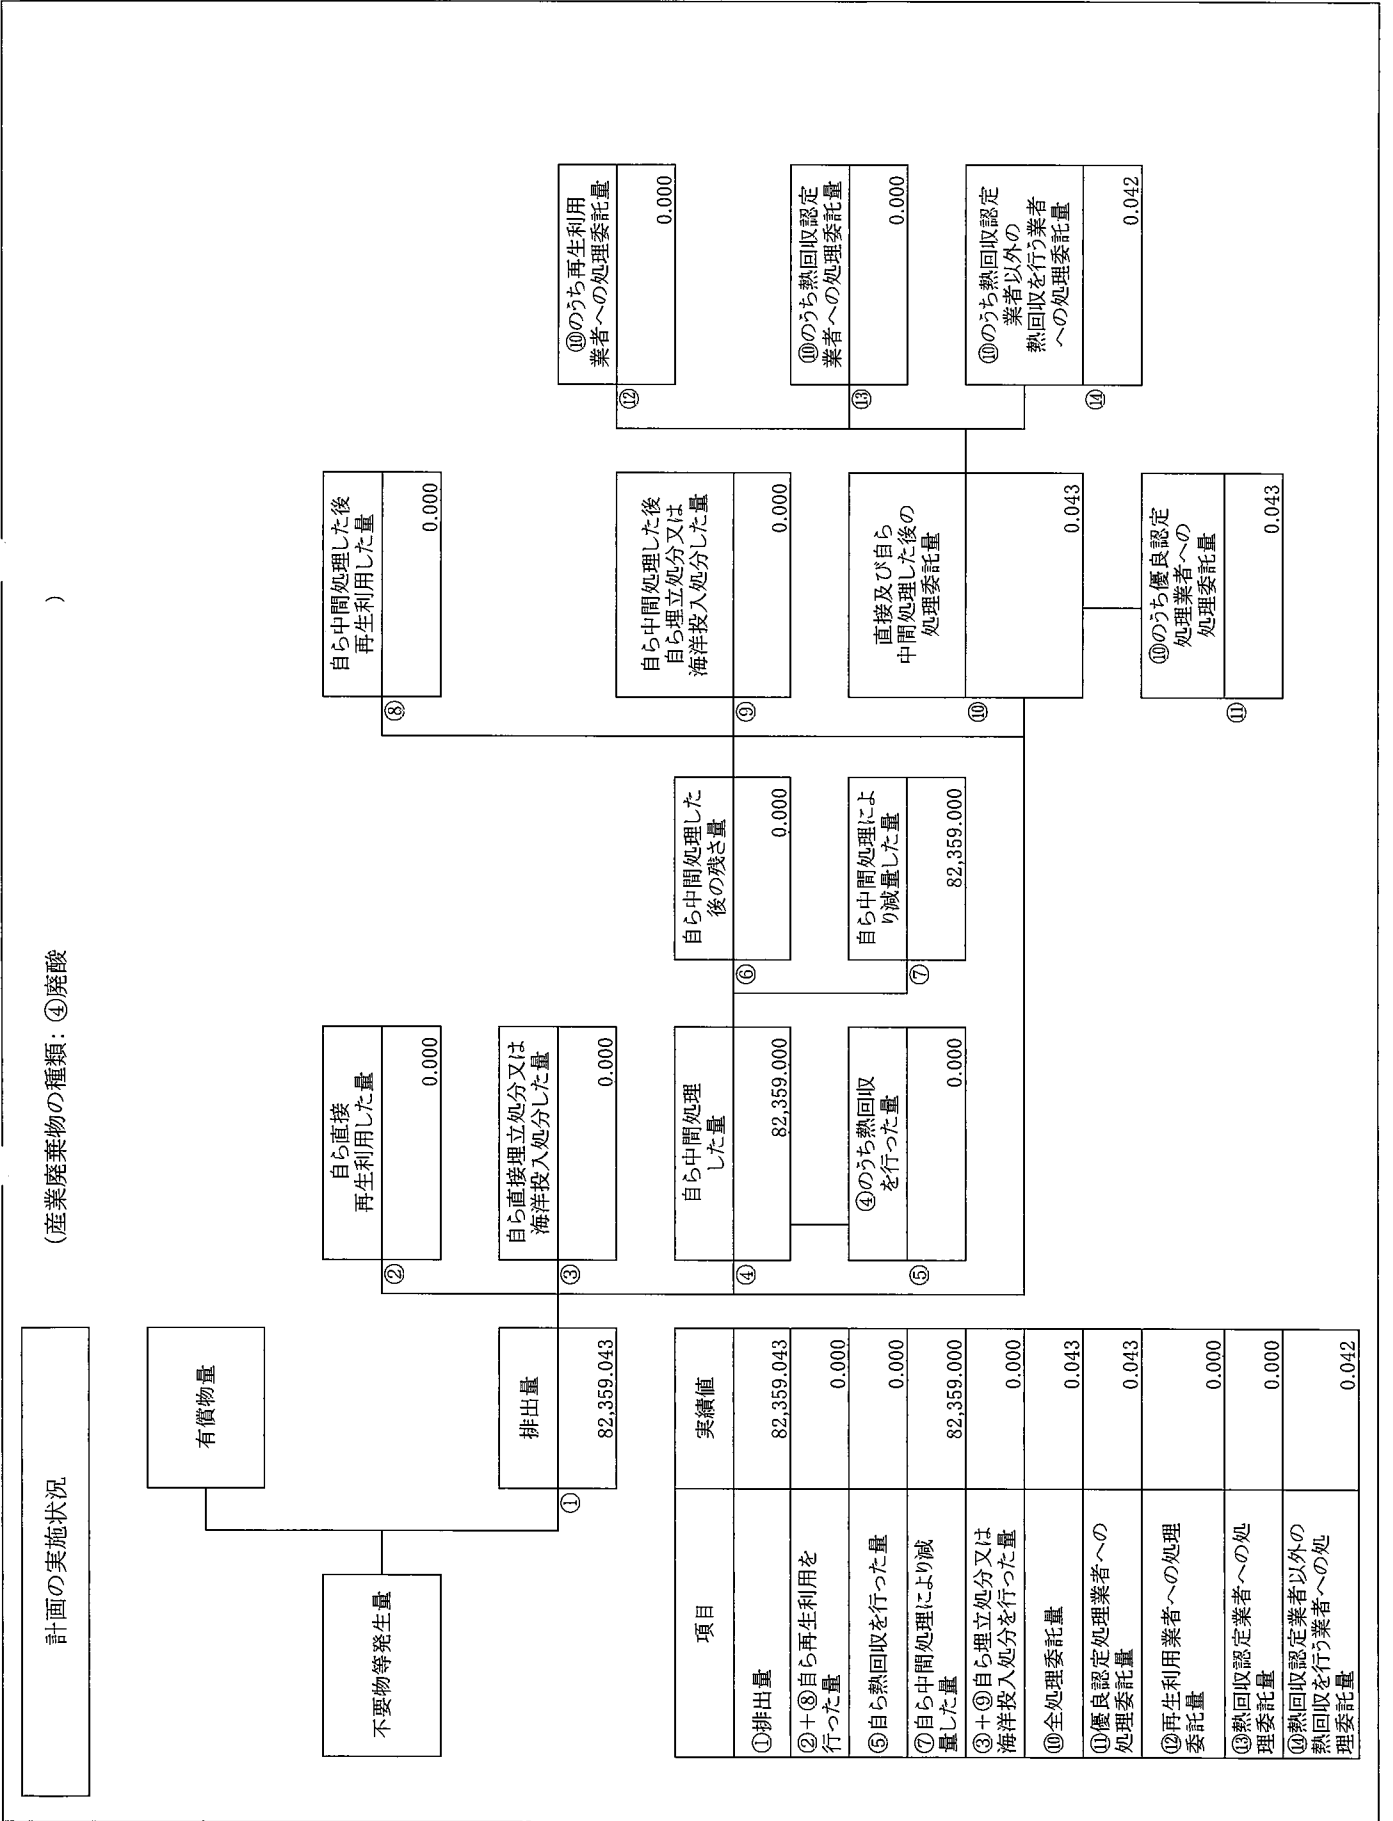 計画の実施状況
(産業廃棄物の種類：④廃酸 )
不要物等発生量
有償物量
①
排出量
82,359.043
②
自ら直接
再生利用した量
0.000
③
自ら直接埋立処分又は
海洋投入処分した量
0.000
④
自ら中間処理
した量
82,359.000
⑤
④のうち熱回収
を行った量
0.000
⑥
自ら中間処理した
後の残さ量
0.000
⑦
自ら中間処理によ
り減量した量
82,359.000
⑧
自ら中間処理した後
再生利用した量
0.000
⑨
自ら中間処理した後
自ら埋立処分又は
海洋投入処分した量
0.000
⑩
直接及び自ら
中間処理した後の
処理委託量
0.043
⑪
⑩のうち優良認定
処理業者への
処理委託量
0.043
⑫
⑩のうち再生利用
業者への処理委託量
0.000
⑬
⑩のうち熱回収認定
業者への処理委託量
0.000
⑭
⑩のうち熱回収認定
業者以外の
熱回収を行う業者
への処理委託量
0.042
項目 実績値
①排出量 82,359.043
②＋⑧自ら再生利用を
行った量 0.000
⑤自ら熱回収を行った量 0.000
⑦自ら中間処理により減
量した量 82,359.000
③＋⑨自ら埋立処分又は
海洋投入処分を行った量 0.000
⑩全処理委託量 0.043
⑪優良認定処理業者への
処理委託量 0.043
⑫再生利用業者への処理
委託量 0.000
⑬熱回収認定業者への処
理委託量 0.000
⑭熱回収認定業者以外の
熱回収を行う業者への処
理委託量 0.042